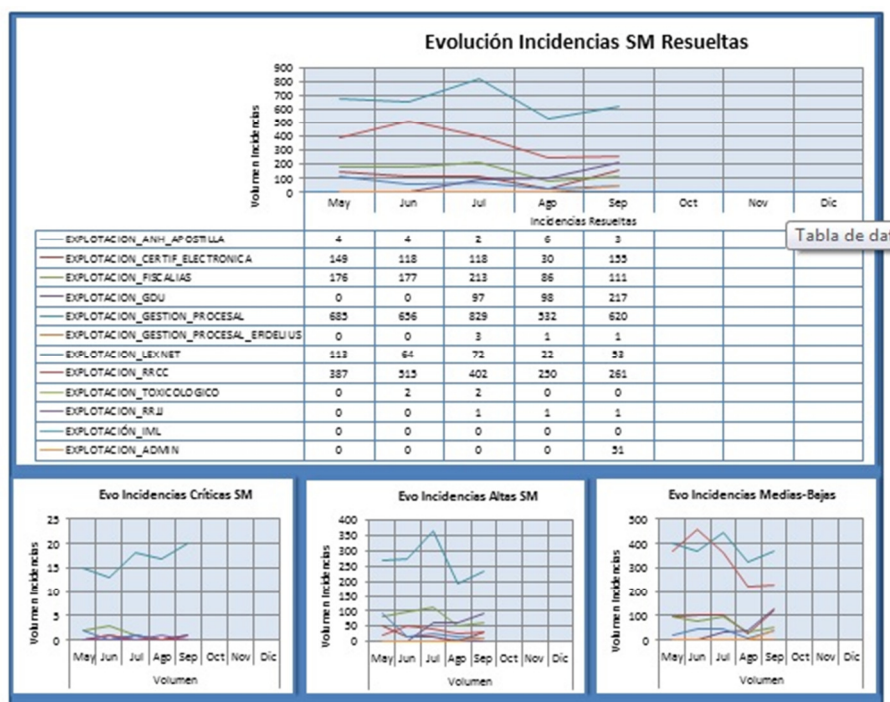 Evolución Incidencias SM Resueltas
Volumen Incidencias
900
800
700
600
500
400
300
200
100
0
May Jun Jul Ago Sep Oct Nov Dic
Incidencias Resueltas
Tabla de dat
EXPLOTACION_ANH_APOSTILLA 4 4 2 6 3
EXPLOTACION_CERTIF_ELECTRONICA 149 118 118 30 155
EXPLOTACION_FISCALIAS 176 177 213 86 111
EXPLOTACION_GDU 0 0 97 98 217
EXPLOTACION_GESTION_PROCESAL 685 656 829 532 620
EXPLOTACION_GESTION_PROCESAL_EFIDELIUS 0 0 3 1 1
EXPLOTACION_LEXNET 113 64 72 22 53
EXPLOTACION_RRCC 387 515 402 250 261
EXPLOTACION_TOXICOLOGICO 0 2 2 0 0
EXPLOTACION_RRJJ 0 0 1 1 1
EXPLOTACIÓN_IML 0 0 0 0 0
EXPLOTACION_ADMIN 0 0 0 0 51
Evo Incidencias Críticas SM
Volumen Incidencias
25
20
15
10
5
0
May Jun Jul Ago Sep Oct Nov Dic
Volumen
Evo Incidencias Altas SM
Volumen Incidencias
400
350
300
250
200
150
100
50
0
May Jun Jul Ago Sep Oct Nov Dic
Volumen
Evo Incidencias Medias-Bajas
Volumen Incidencias
500
400
300
200
100
0
May Jun Jul Ago Sep Oct Nov Dic
Volumen